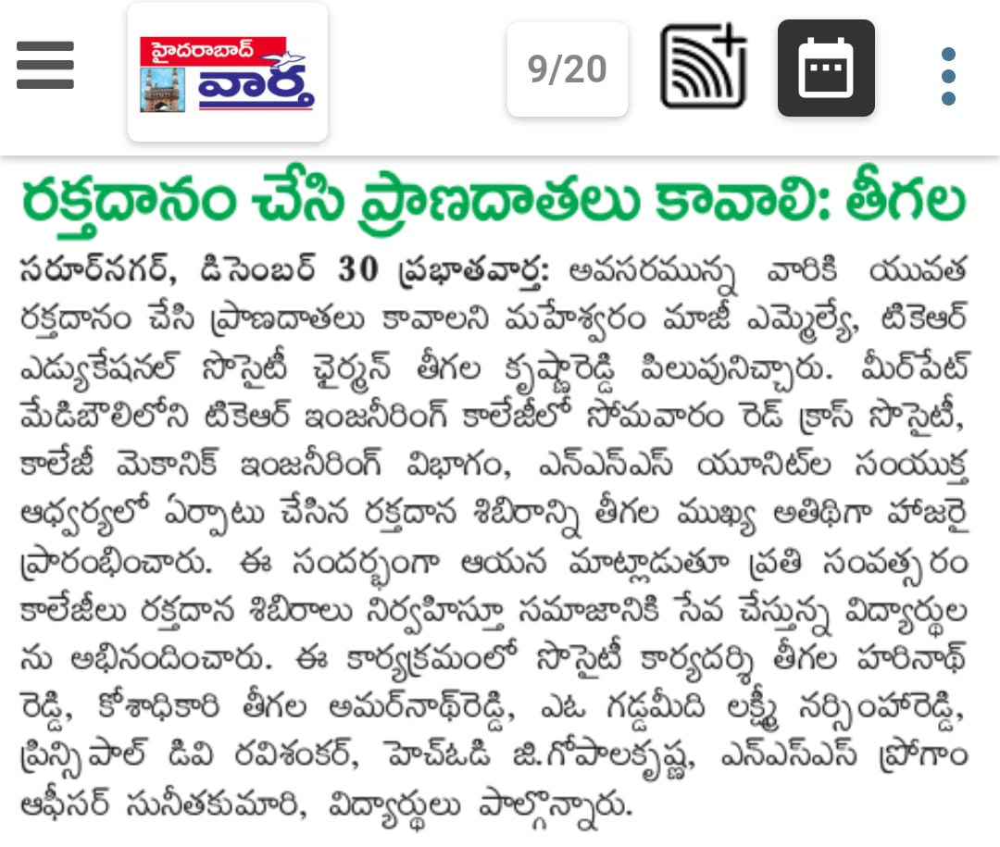 హైదరాబాద్
వార్త
9/20
రక్తదానం చేసి ప్రాణదాతలు కావాలి: తీగల
సరూర్‌నగర్, డిసెంబర్ 30 ప్రభాతవార్త: అవసరమున్న వారికి యువత
రక్తదానం చేసి ప్రాణదాతలు కావాలని మహేశ్వరం మాజీ ఎమ్మెల్యే, టికెఆర్
ఎడ్యుకేషనల్ సొసైటీ ఛైర్మన్ తీగల కృష్ణారెడ్డి పిలుపునిచ్చారు. మీర్‌పేట్
మేడిబౌలిలోని టికెఆర్ ఇంజనీరింగ్ కాలేజీలో సోమవారం రెడ్ క్రాస్ సొసైటీ,
కాలేజీ మెకానిక్ ఇంజనీరింగ్ విభాగం, ఎన్ఎస్ఎస్ యూనిట్‌ల సంయుక్త
ఆధ్వర్యలో ఏర్పాటు చేసిన రక్తదాన శిబిరాన్ని తీగల ముఖ్య అతిథిగా హాజరై
ప్రారంభించారు. ఈ సందర్భంగా ఆయన మాట్లాడుతూ ప్రతి సంవత్సరం
కాలేజీలు రక్తదాన శిబిరాలు నిర్వహిస్తూ సమాజానికి సేవ చేస్తున్న విద్యార్థుల
ను అభినందించారు. ఈ కార్యక్రమంలో సొసైటీ కార్యదర్శి తీగల హరినాథ్
రెడ్డి, కోశాధికారి తీగల అమర్‌నాథ్‌రెడ్డి, ఎఓ గడ్డమీది లక్ష్మీ నర్సింహారెడ్డి,
ప్రిన్సిపాల్ డివి రవిశంకర్, హెచ్ఓడి జి.గోపాలకృష్ణ, ఎన్ఎస్ఎస్ ప్రోగాం
ఆఫీసర్ సునీతకుమారి, విద్యార్థులు పాల్గొన్నారు.